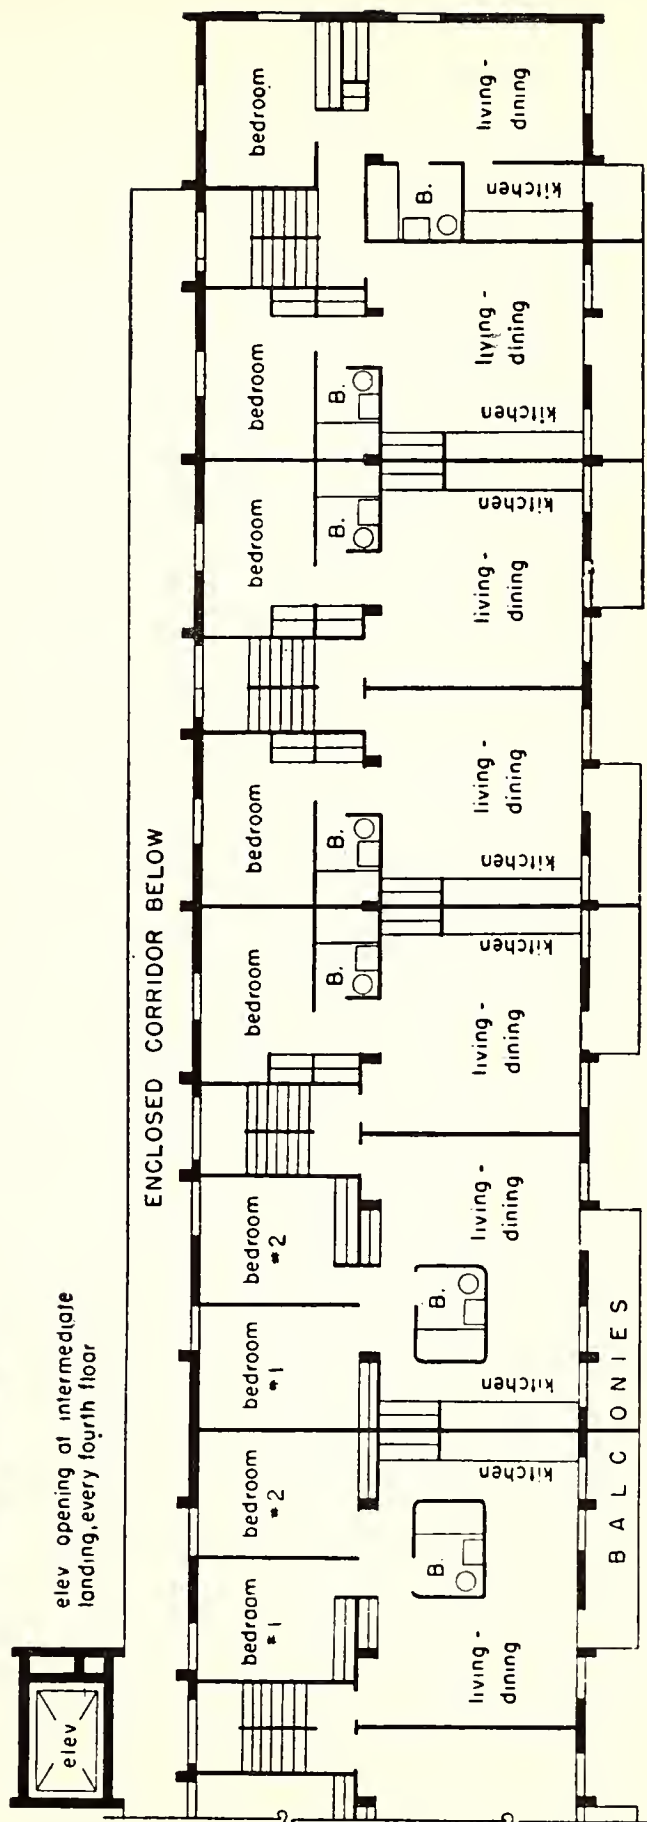 elev opening at intermediate
landing, every fourth floor
elev
ENCLOSED CORRIDOR BELOW
bedroom
#1
bedroom
#2
bedroom
#1
bedroom
#2
bedroom
bedroom
bedroom
bedroom
bedroom
B.
B.
B.
B.
B.
B.
B.
kitchen
kitchen
kitchen
kitchen
kitchen
kitchen
kitchen
living-
dining
living-
dining
living-
dining
living-
dining
living-
dining
living-
dining
living-
dining
BALCONIES